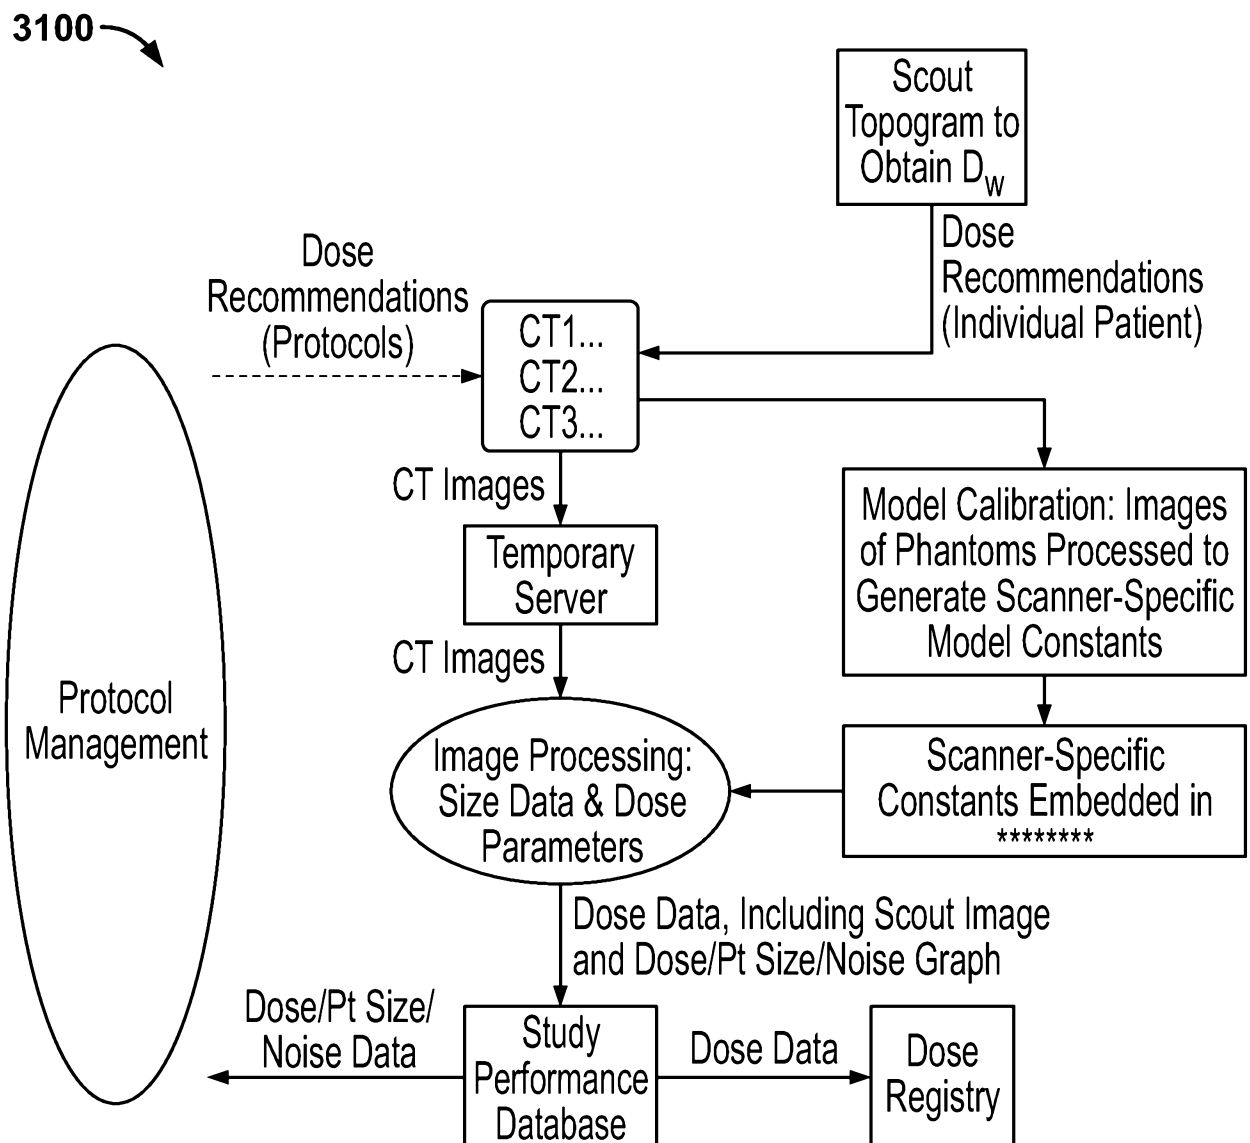 3100
Scout
Topogram to
Obtain Dw
Dose
Recommendations
(Individual Patient)
Dose
Recommendations
(Protocols)
CT1...
CT2...
CT3...
CT Images
Temporary
Server
CT Images
Model Calibration: Images
of Phantoms Processed to
Generate Scanner-Specific
Model Constants
Protocol
Management
Image Processing:
Size Data & Dose
Parameters
Scanner-Specific
Constants Embedded in
********
Dose Data, Including Scout Image
and Dose/Pt Size/Noise Graph
Dose/Pt Size/
Noise Data
Study
Performance
Database
Dose Data
Dose
Registry